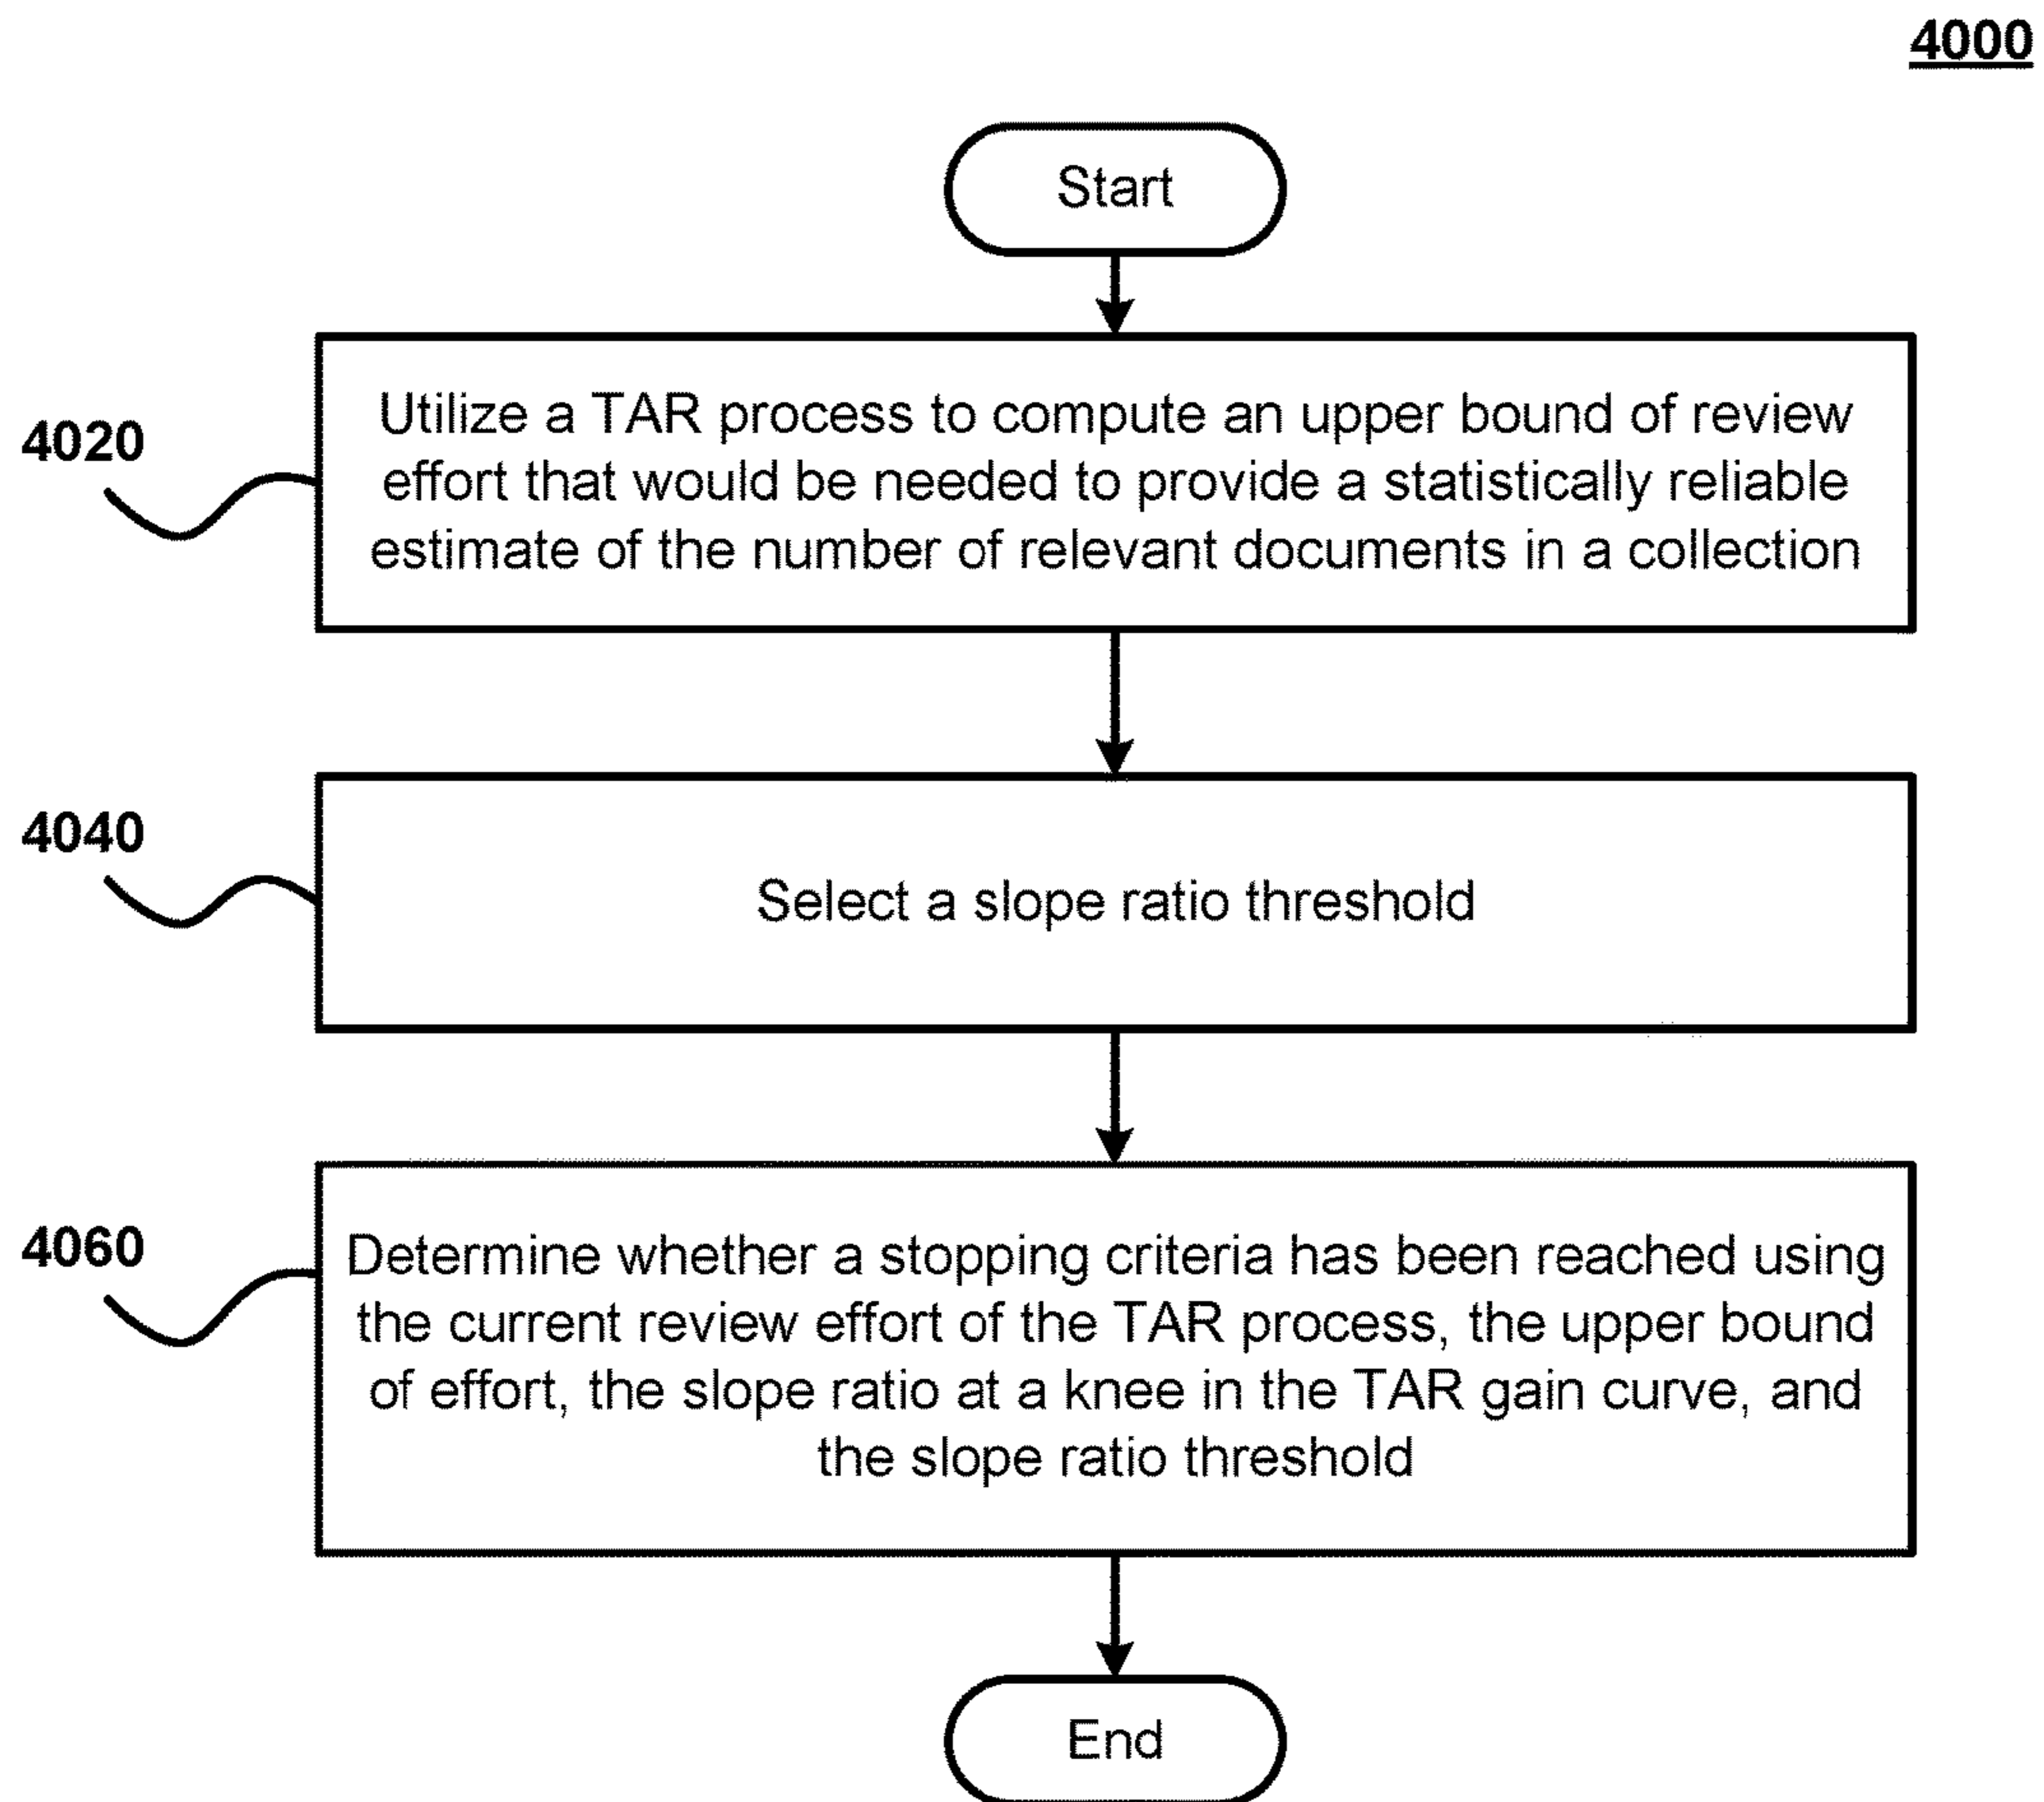 4000
Start
4020
Utilize a TAR process to compute an upper bound of review
effort that would be needed to provide a statistically reliable
estimate of the number of relevant documents in a collection
4040
Select a slope ratio threshold
4060
Determine whether a stopping criteria has been reached using
the current review effort of the TAR process, the upper bound
of effort, the slope ratio at a knee in the TAR gain curve, and
the slope ratio threshold
End